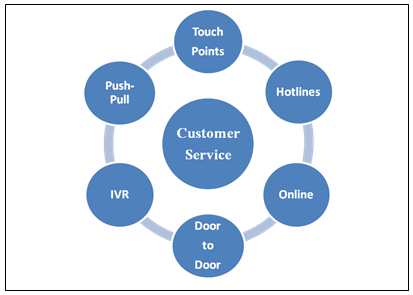 Touch
Points
Hotlines
Online
Door
to
Door
IVR
Push-
Pull
Customer
Service